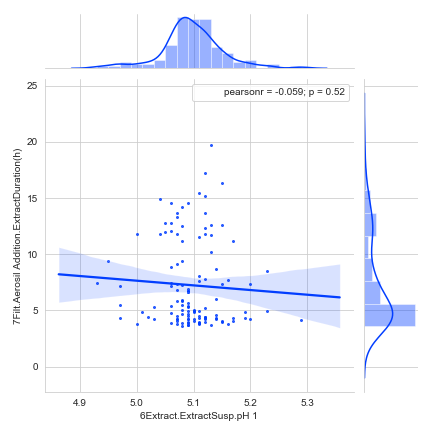 pearsonr = -0.059; p = 0.52
25
20
15
10
5
0
7Filt.Aerosil Addition.ExtractDuration(h)
4.9 5.0 5.1 5.2 5.3
6Extract.ExtractSusp.pH 1